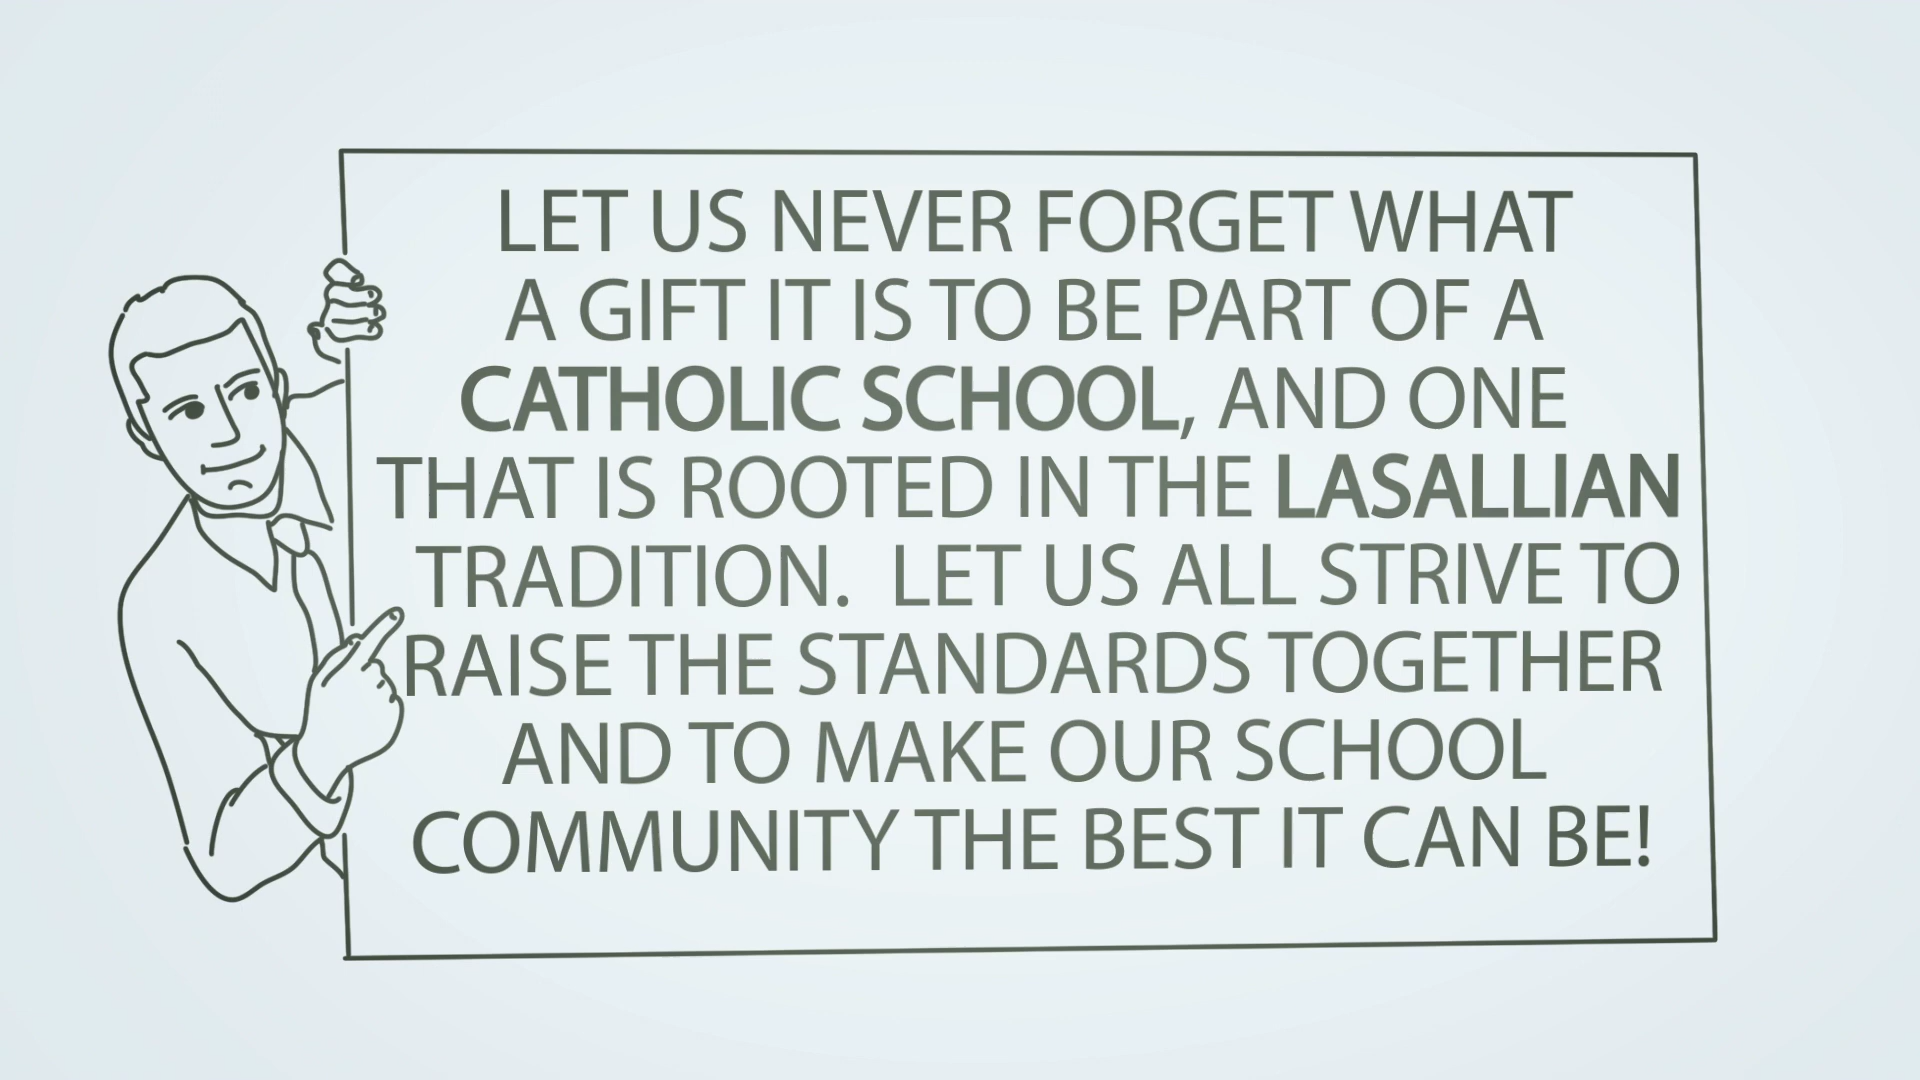 LET US NEVER FORGET WHAT
A GIFT IT IS TO BE PART OF A
CATHOLIC SCHOOL, AND ONE
THAT IS ROOTED IN THE LASALLIAN
TRADITION.  LET US ALL STRIVE TO
RAISE THE STANDARDS TOGETHER
AND TO MAKE OUR SCHOOL
COMMUNITY THE BEST IT CAN BE!